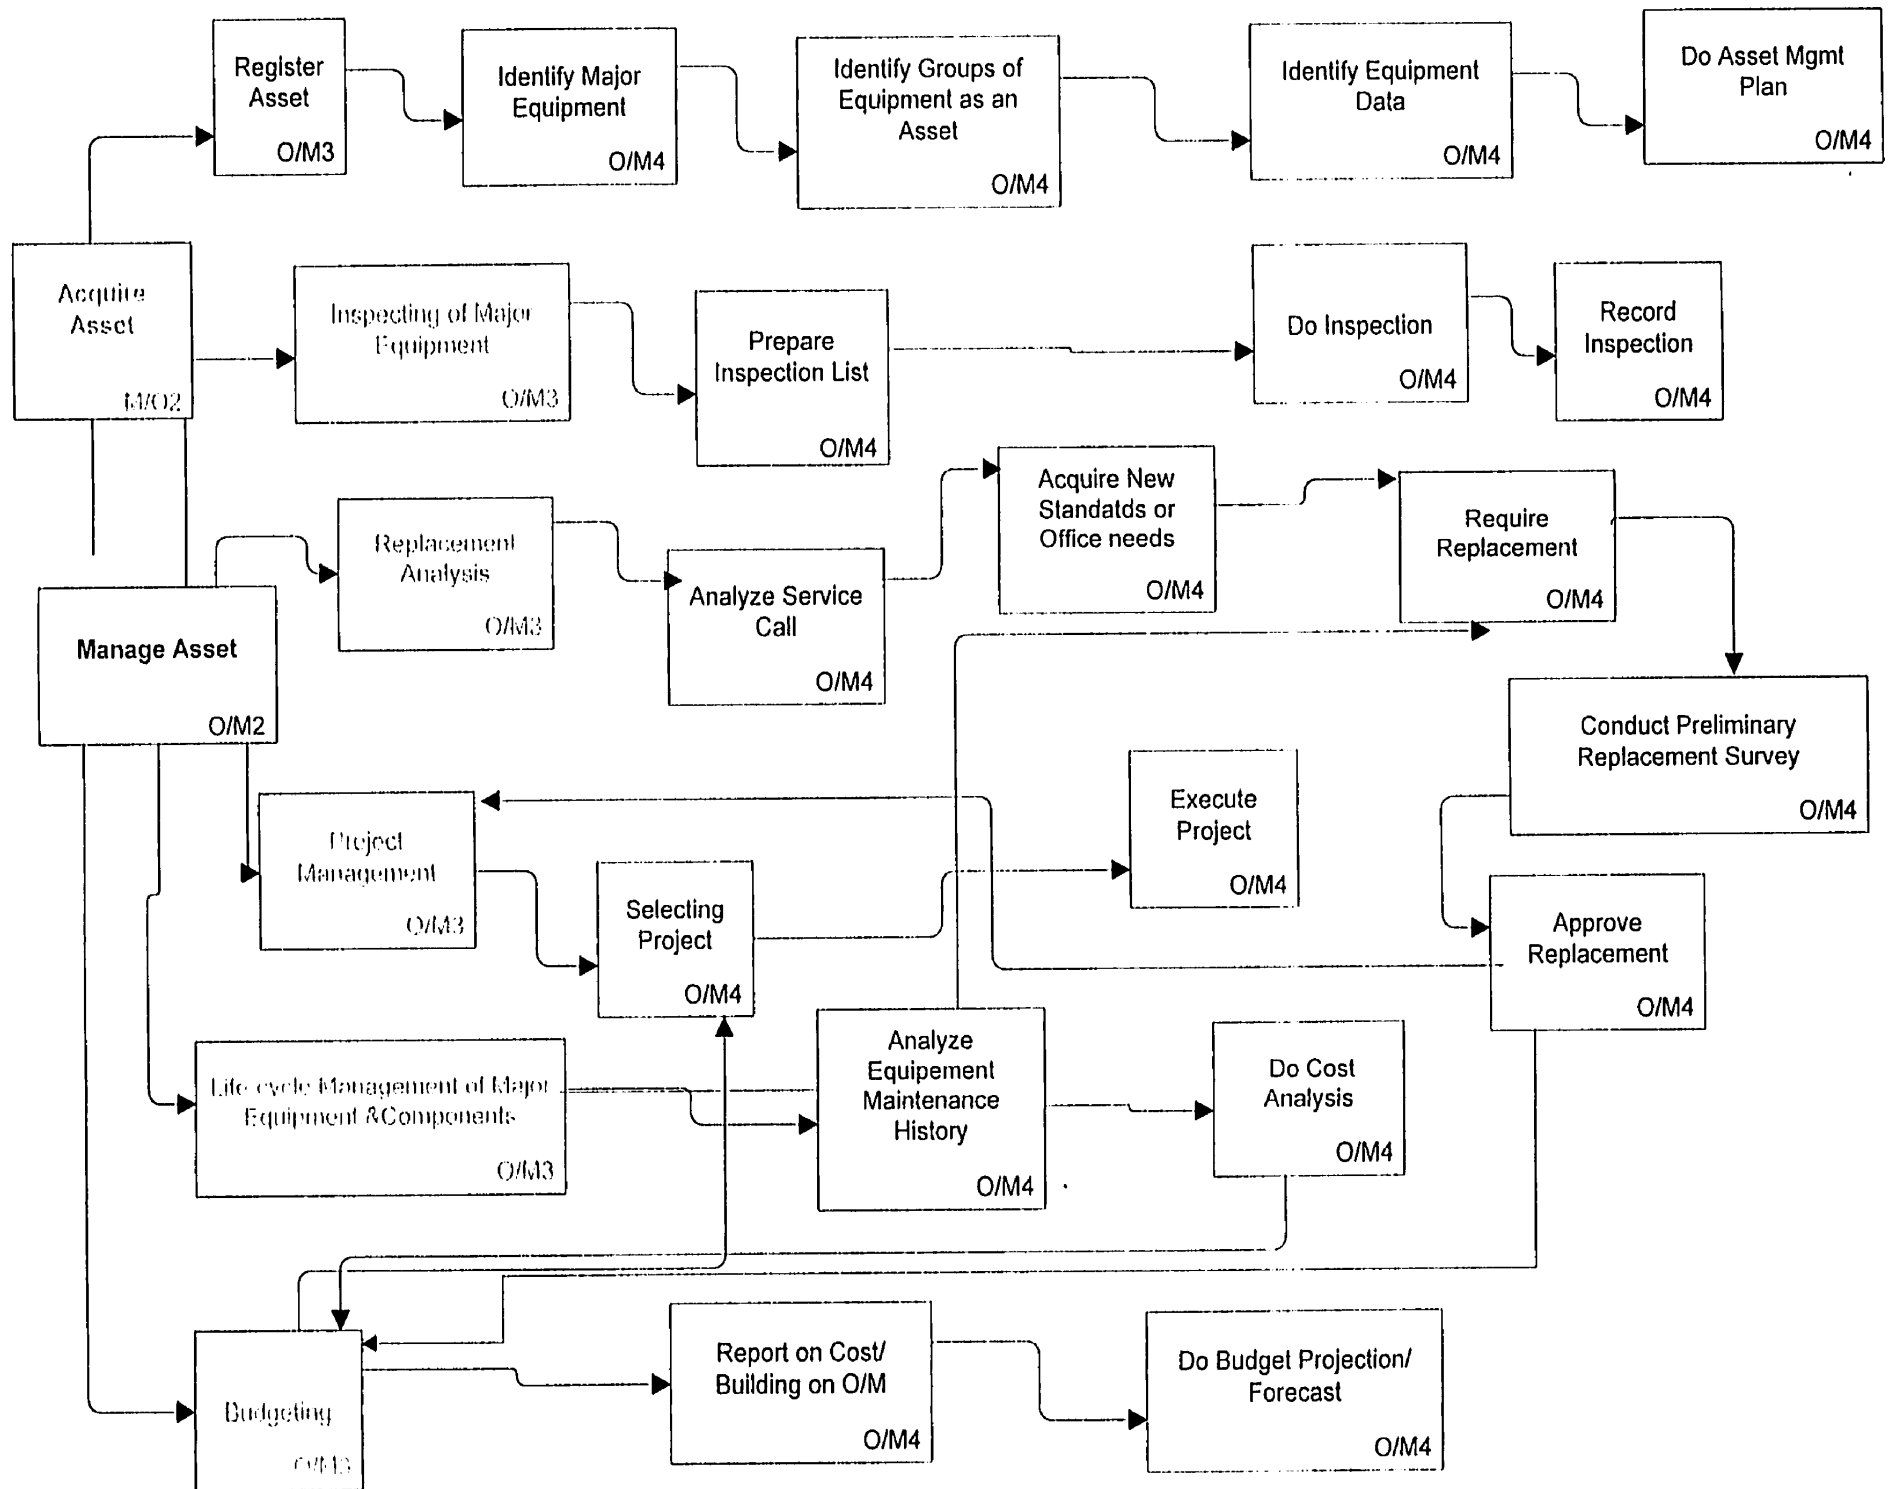 Register
Asset
O/M3
Identify Major
Equipment
O/M4
Identify Groups of
Equipment as an
Asset
O/M4
Identify Equipment
Data
O/M4
Do Asset Mgmt
Plan
O/M4
Acquire
Asset
M/O2
Inspecting of Major
Equipment
O/M3
Prepare
Inspection List
O/M4
Do Inspection
O/M4
Record
Inspection
O/M4
Replacement
Analysis
O/M3
Analyze Service
Call
O/M4
Acquire New
Standatds or
Office needs
O/M4
Require
Replacement
O/M4
Manage Asset
O/M2
Conduct Preliminary
Replacement Survey
O/M4
Project
Management
O/M3
Selecting
Project
O/M4
Execute
Project
O/M4
Approve
Replacement
O/M4
Life-cycle Management of Major
Equipment &Components
O/M3
Analyze
Equipement
Maintenance
History
O/M4
Do Cost
Analysis
O/M4
Budgeting
O/M3
Report on Cost/
Building on O/M
O/M4
Do Budget Projection/
Forecast
O/M4